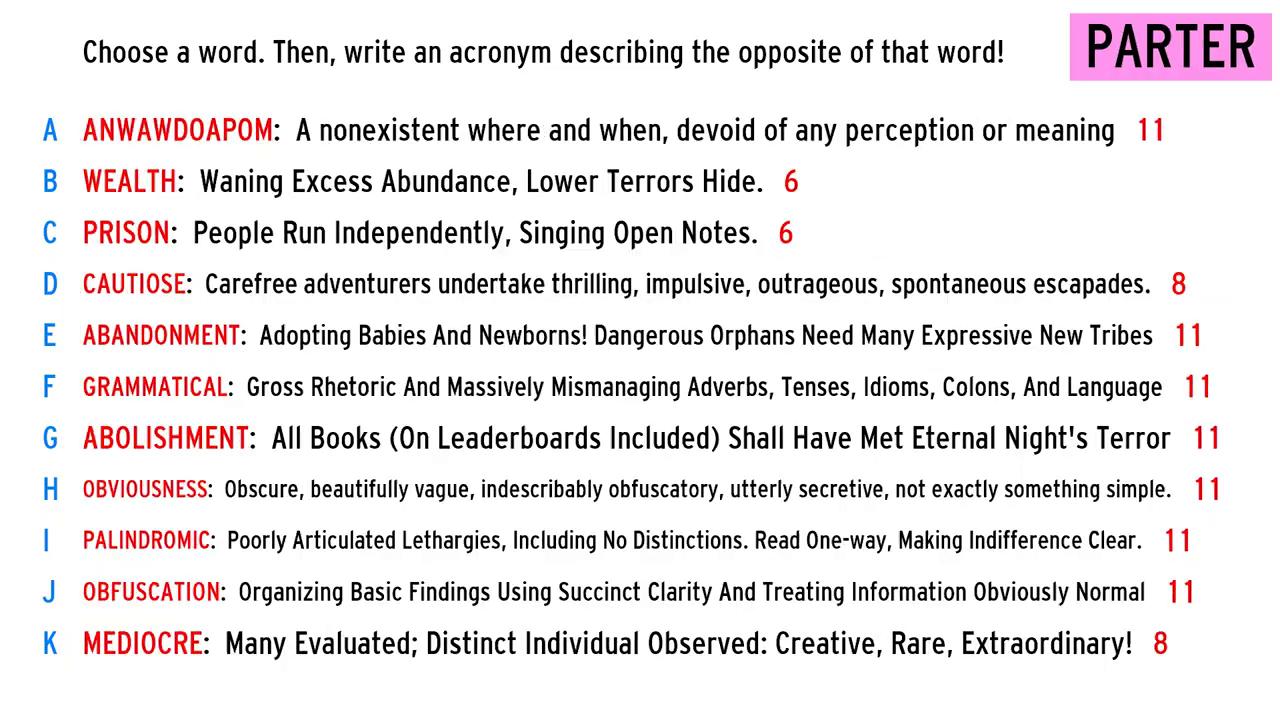 Choose a word. Then, write an acronym describing the opposite of that word!
PARTER
A ANWAWDOAPOM: A nonexistent where and when, devoid of any perception or meaning 11
B WEALTH: Waning Excess Abundance, Lower Terrors Hide. 6
C PRISON: People Run Independently, Singing Open Notes. 6
D CAUTIOSE: Carefree adventurers undertake thrilling, impulsive, outrageous, spontaneous escapades. 8
E ABANDONMENT: Adopting Babies And Newborns! Dangerous Orphans Need Many Expressive New Tribes 11
F GRAMMATICAL: Gross Rhetoric And Massively Mismanaging Adverbs, Tenses, Idioms, Colons, And Language 11
G ABOLISHMENT: All Books (On Leaderboards Included) Shall Have Met Eternal Night's Terror 11
H OBVIOUSNESS: Obscure, beautifully vague, indescribably obfuscatory, utterly secretive, not exactly something simple. 11
I PALINDROMIC: Poorly Articulated Lethargies, Including No Distinctions. Read One-way, Making Indifference Clear. 11
J OBFUSCATION: Organizing Basic Findings Using Succinct Clarity And Treating Information Obviously Normal 11
K MEDIOCRE: Many Evaluated; Distinct Individual Observed: Creative, Rare, Extraordinary! 8